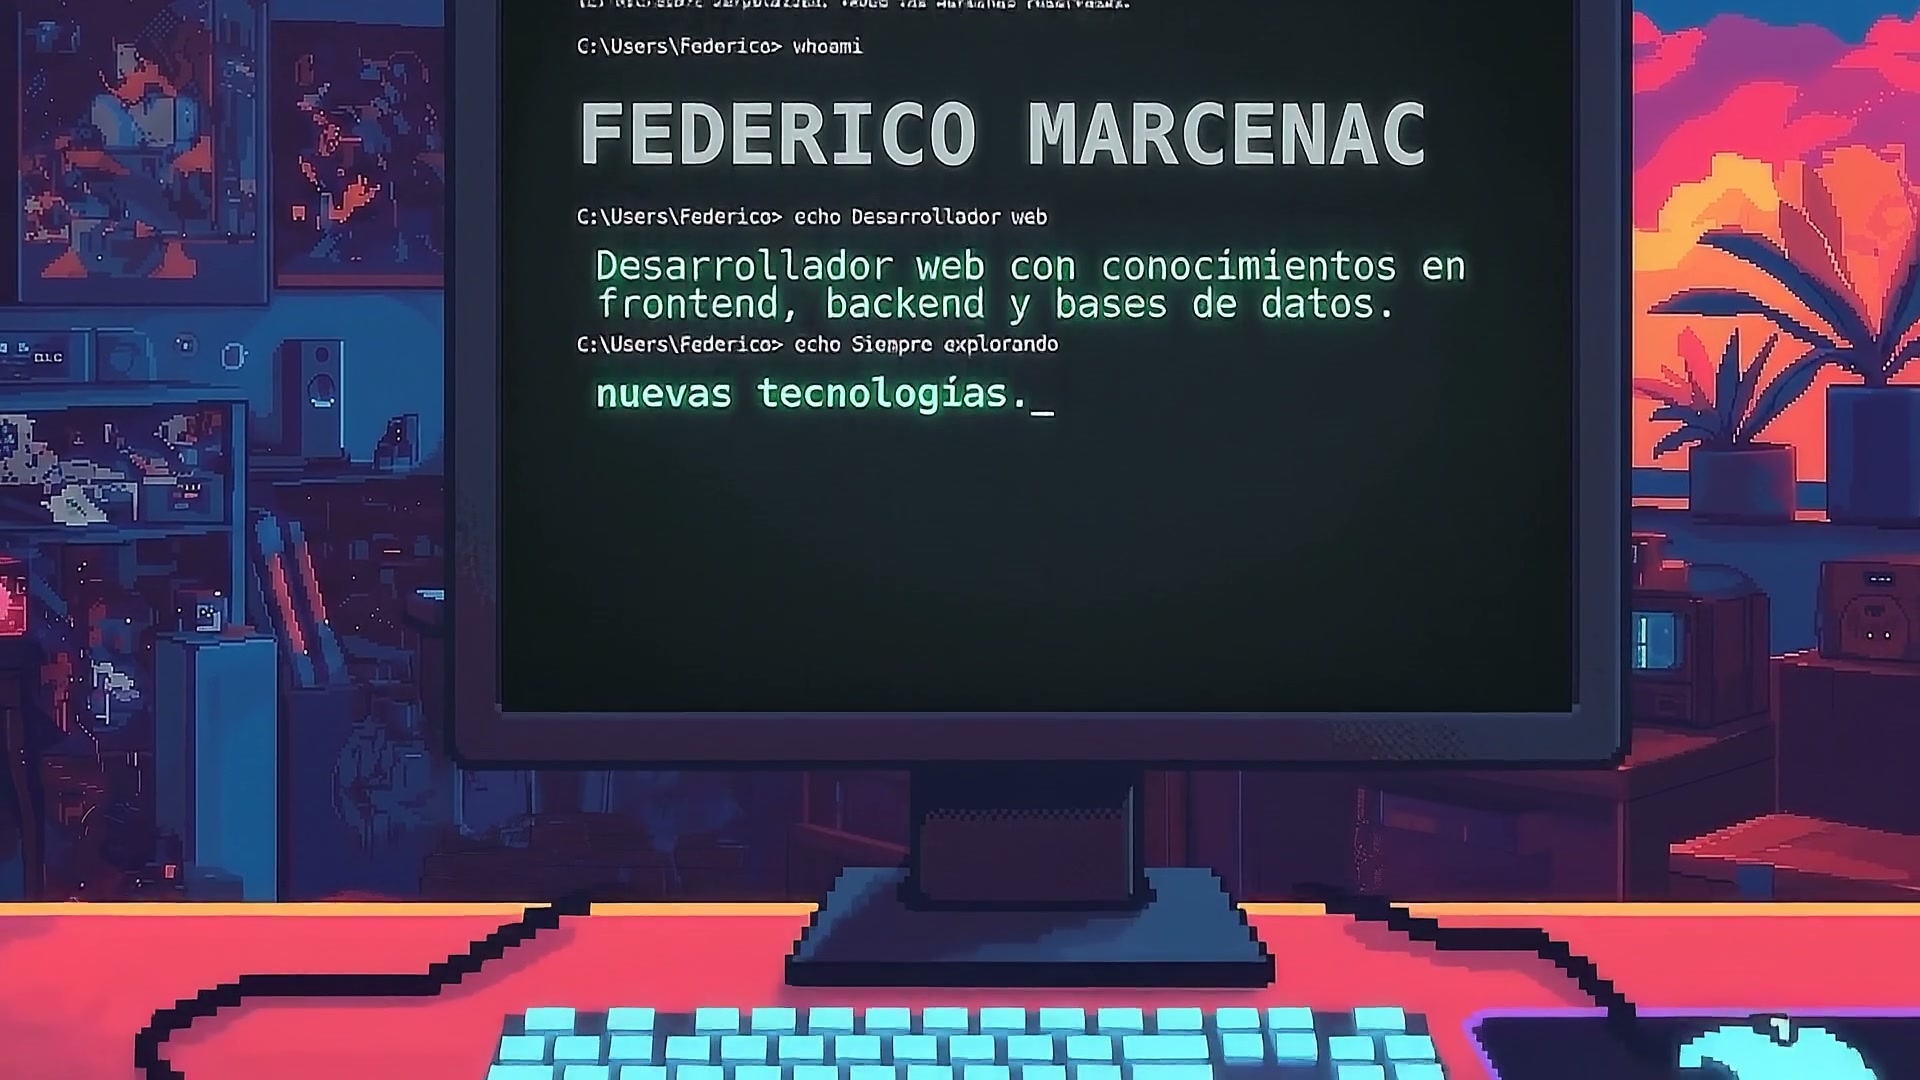 C:\Users\Federico> whoami
FEDERICO MARCENAC
C:\Users\Federico> echo Desarrollador web
Desarrollador web con conocimientos en
frontend, backend y bases de datos.
C:\Users\Federico> echo Siempre explorando
nuevas tecnologías._